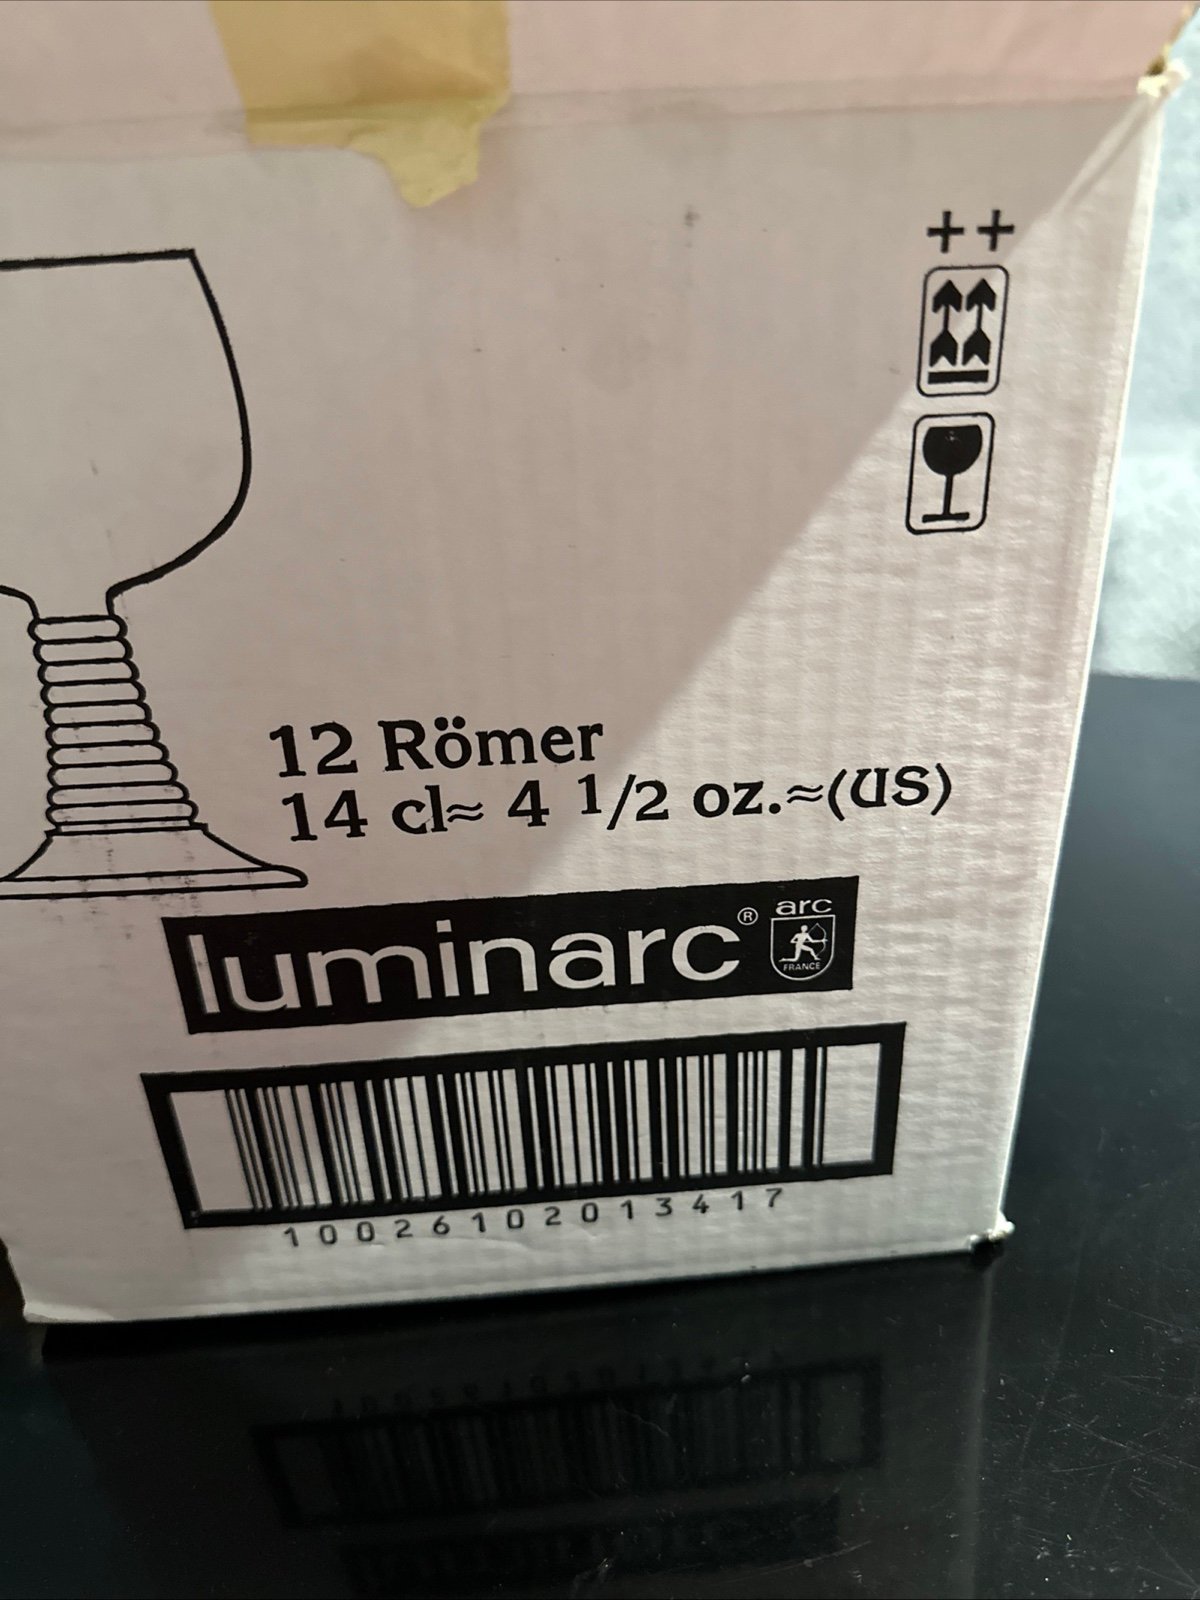 ++
12 Römer
14 cl≈ 4 1/2 oz.≈(US)
luminarc® arc
FRANCE
10026102013417